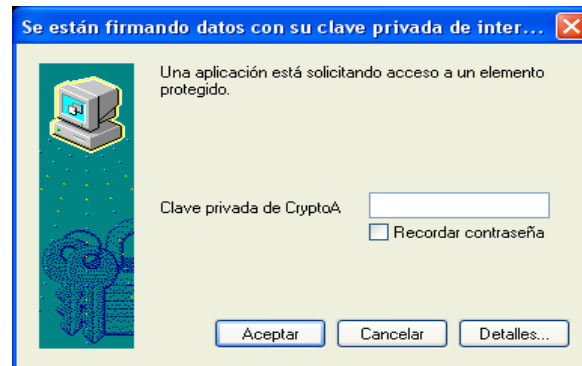 Se están firmando datos con su clave privada de inter...
Una aplicación está solicitando acceso a un elemento
protegido.
Clave privada de CryptoA
Recordar contraseña
Aceptar Cancelar Detalles...